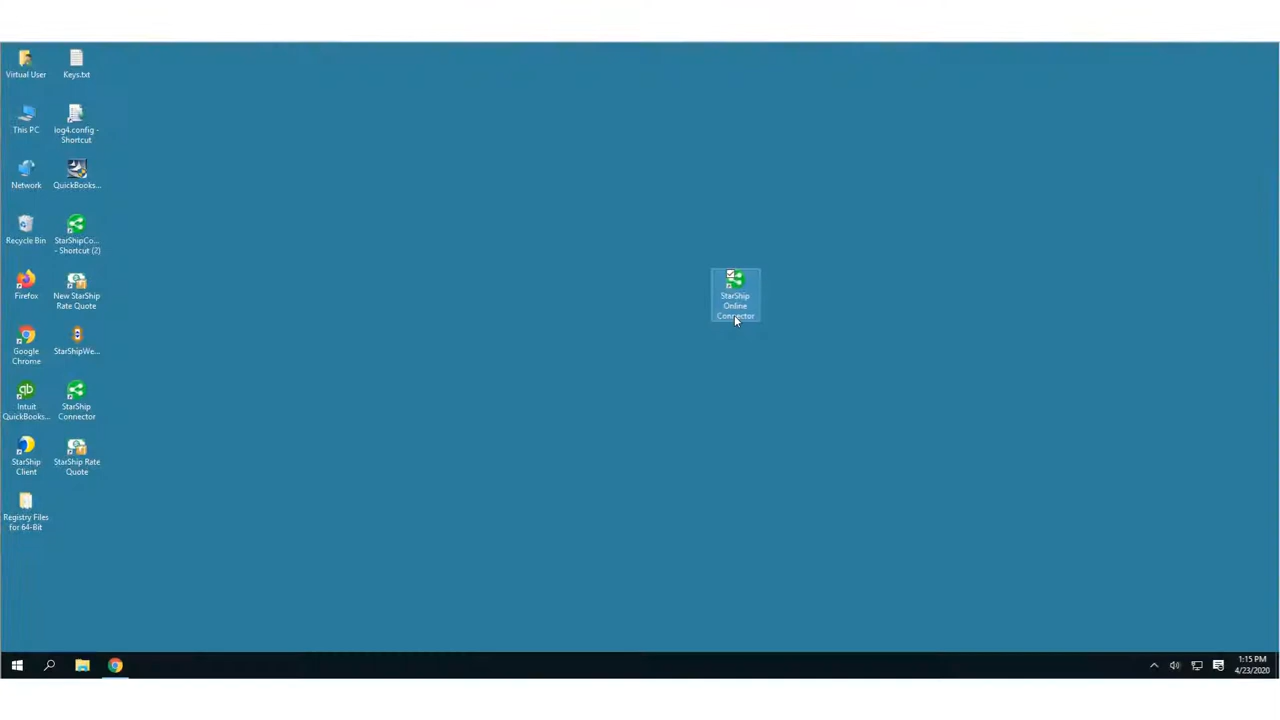 Virtual User
Keys.txt
This PC
log4.config -
Shortcut
Network
QuickBooks...
Recycle Bin
StarShipCo...
- Shortcut (2)
Firefox
New StarShip
Rate Quote
Google
Chrome
StarShipWe...
qb
Intuit
QuickBooks...
StarShip
Connector
StarShip
Client
StarShip Rate
Quote
Registry Files
for 64-Bit
StarShip
Online
Connector
1:15 PM
4/23/2020